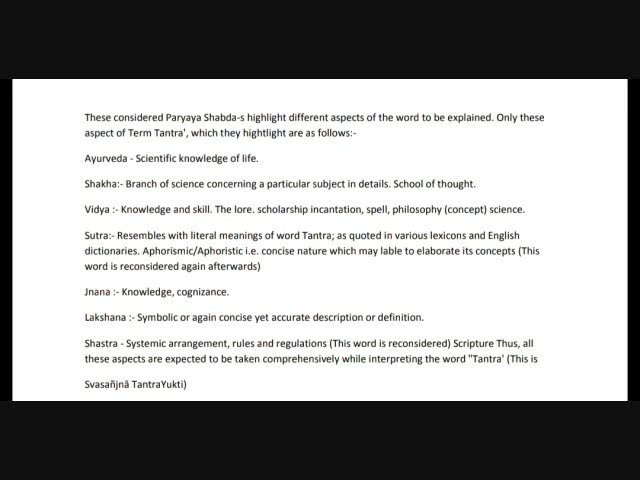 These considered Paryaya Shabda-s highlight different aspects of the word to be explained. Only these
aspect of Term Tantra', which they hightlight are as follows:-
Ayurveda - Scientific knowledge of life.
Shakha:- Branch of science concerning a particular subject in details. School of thought.
Vidya :- Knowledge and skill. The lore. scholarship incantation, spell, philosophy (concept) science.
Sutra:- Resembles with literal meanings of word Tantra; as quoted in various lexicons and English
dictionaries. Aphorismic/Aphoristic i.e. concise nature which may lable to elaborate its concepts (This
word is reconsidered again afterwards)
Jnana :- Knowledge, cognizance.
Lakshana :- Symbolic or again concise yet accurate description or definition.
Shastra - Systemic arrangement, rules and regulations (This word is reconsidered) Scripture Thus, all
these aspects are expected to be taken comprehensively while interpreting the word "Tantra' (This is
Svasañjnā TantraYukti)